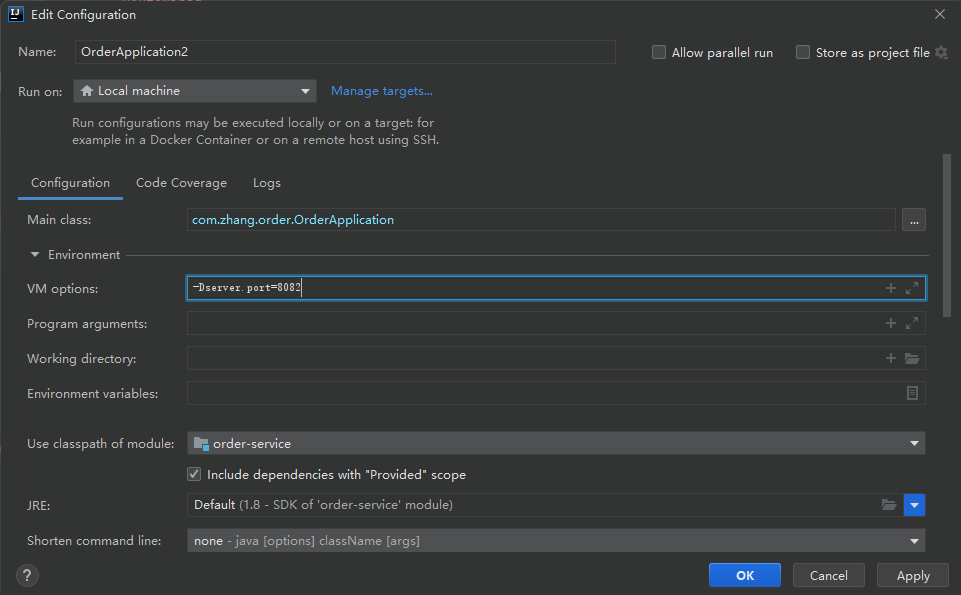 IJ Edit Configuration
Name: OrderApplication2 Allow parallel run Store as project file
Run on: Local machine Manage targets...
Run configurations may be executed locally or on a target: for
example in a Docker Container or on a remote host using SSH.
Configuration Code Coverage Logs
Main class: com.zhang.order.OrderApplication ...
Environment
VM options: -Dserver.port=8082
Program arguments:
Working directory:
Environment variables:
Use classpath of module: order-service
Include dependencies with "Provided" scope
JRE: Default (1.8 - SDK of 'order-service' module)
Shorten command line: none - java [options] className [args]
? OK Cancel Apply